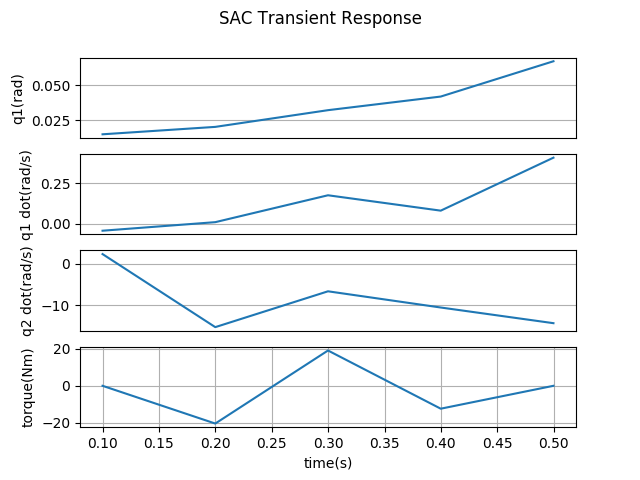 SAC Transient Response
q1(rad)
0.050
0.025
q1 dot(rad/s)
0.25
0.00
q2 dot(rad/s)
0
−10
torque(Nm)
20
0
−20
0.10 0.15 0.20 0.25 0.30 0.35 0.40 0.45 0.50
time(s)